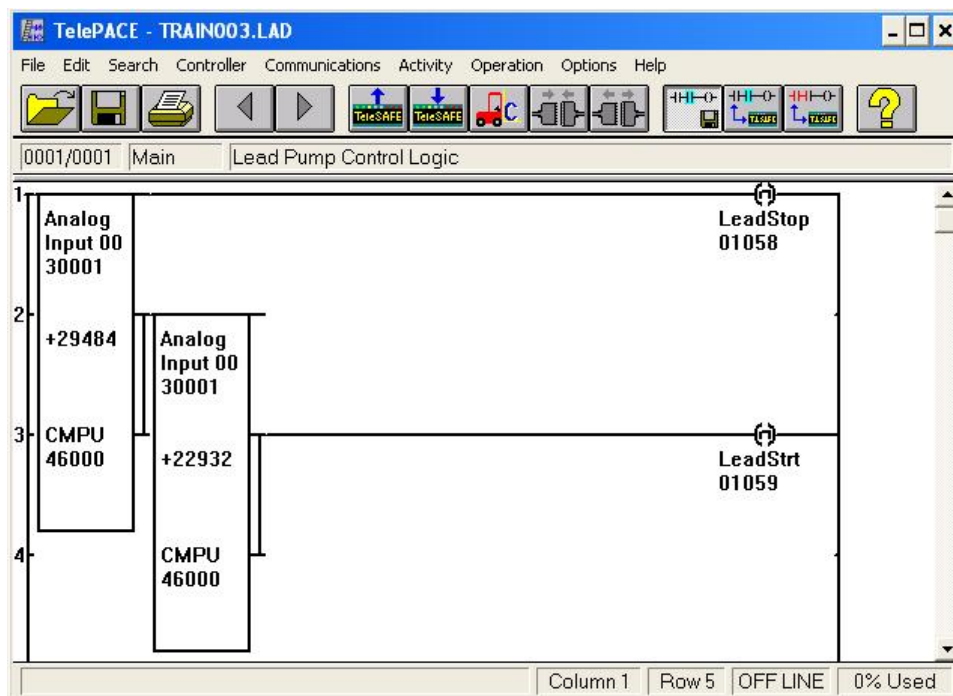 TelePACE - TRAIN003.LAD
File Edit Search Controller Communications Activity Operation Options Help
TeleSAFE TeleSAFE C TLSAFE TLSAFE ?
0001/0001 Main Lead Pump Control Logic
1
Analog
Input 00
30001
LeadStop
01058
2
+29484
Analog
Input 00
30001
3
CMPU
46000
+22932
LeadStrt
01059
4
CMPU
46000
Column 1 Row 5 OFF LINE 0% Used